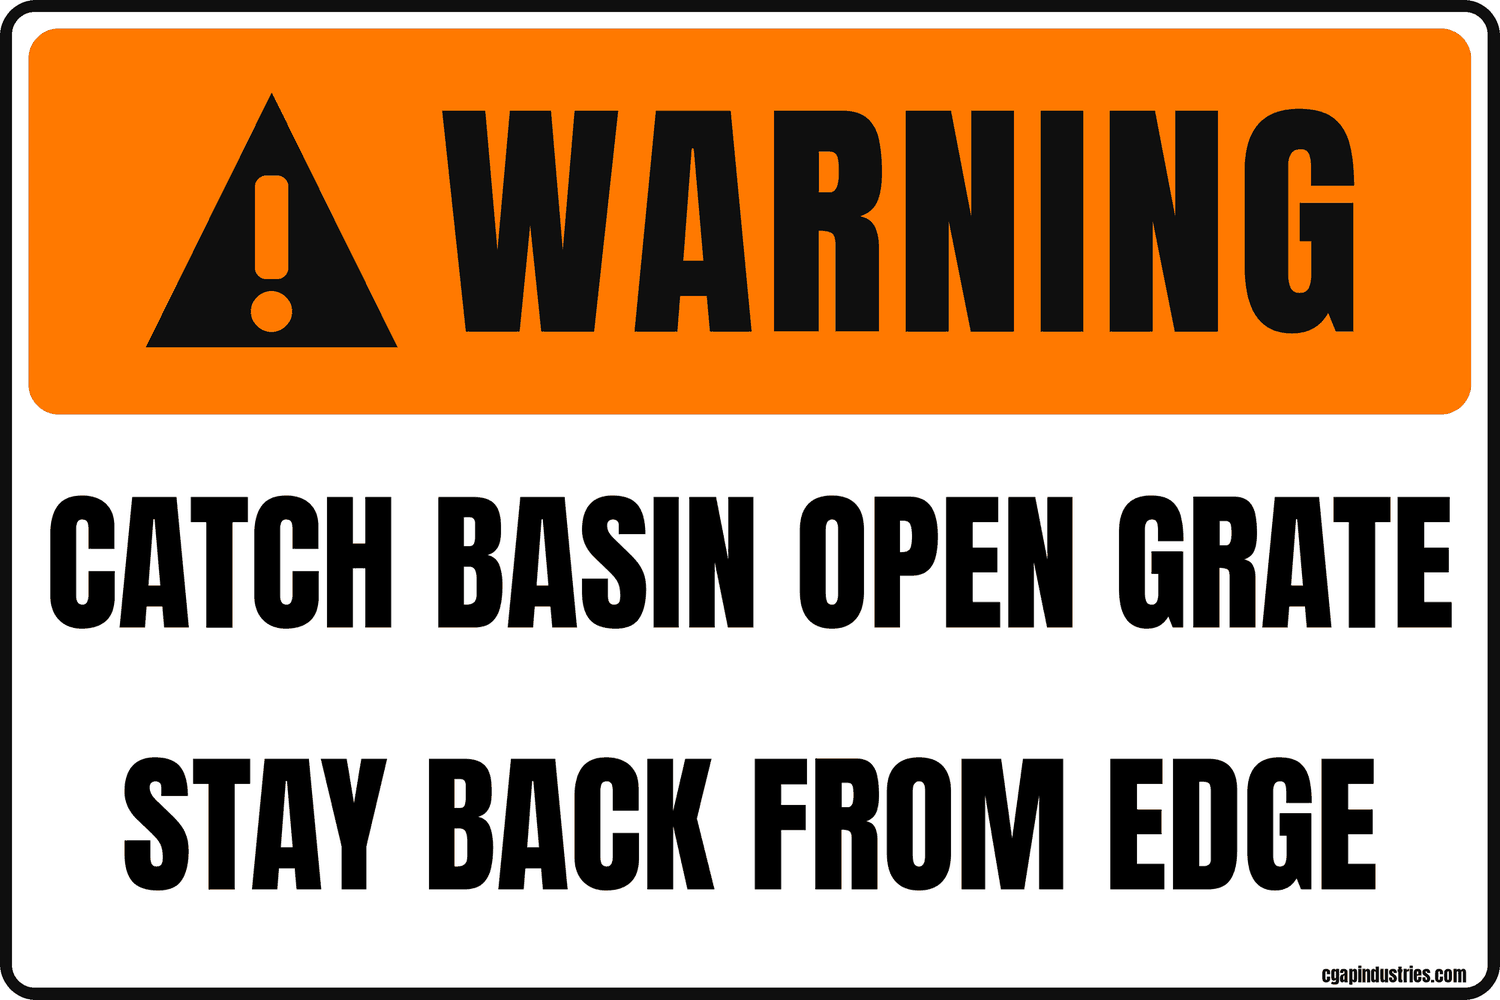 WARNING
CATCH BASIN OPEN GRATE
STAY BACK FROM EDGE
cgapindustries.com